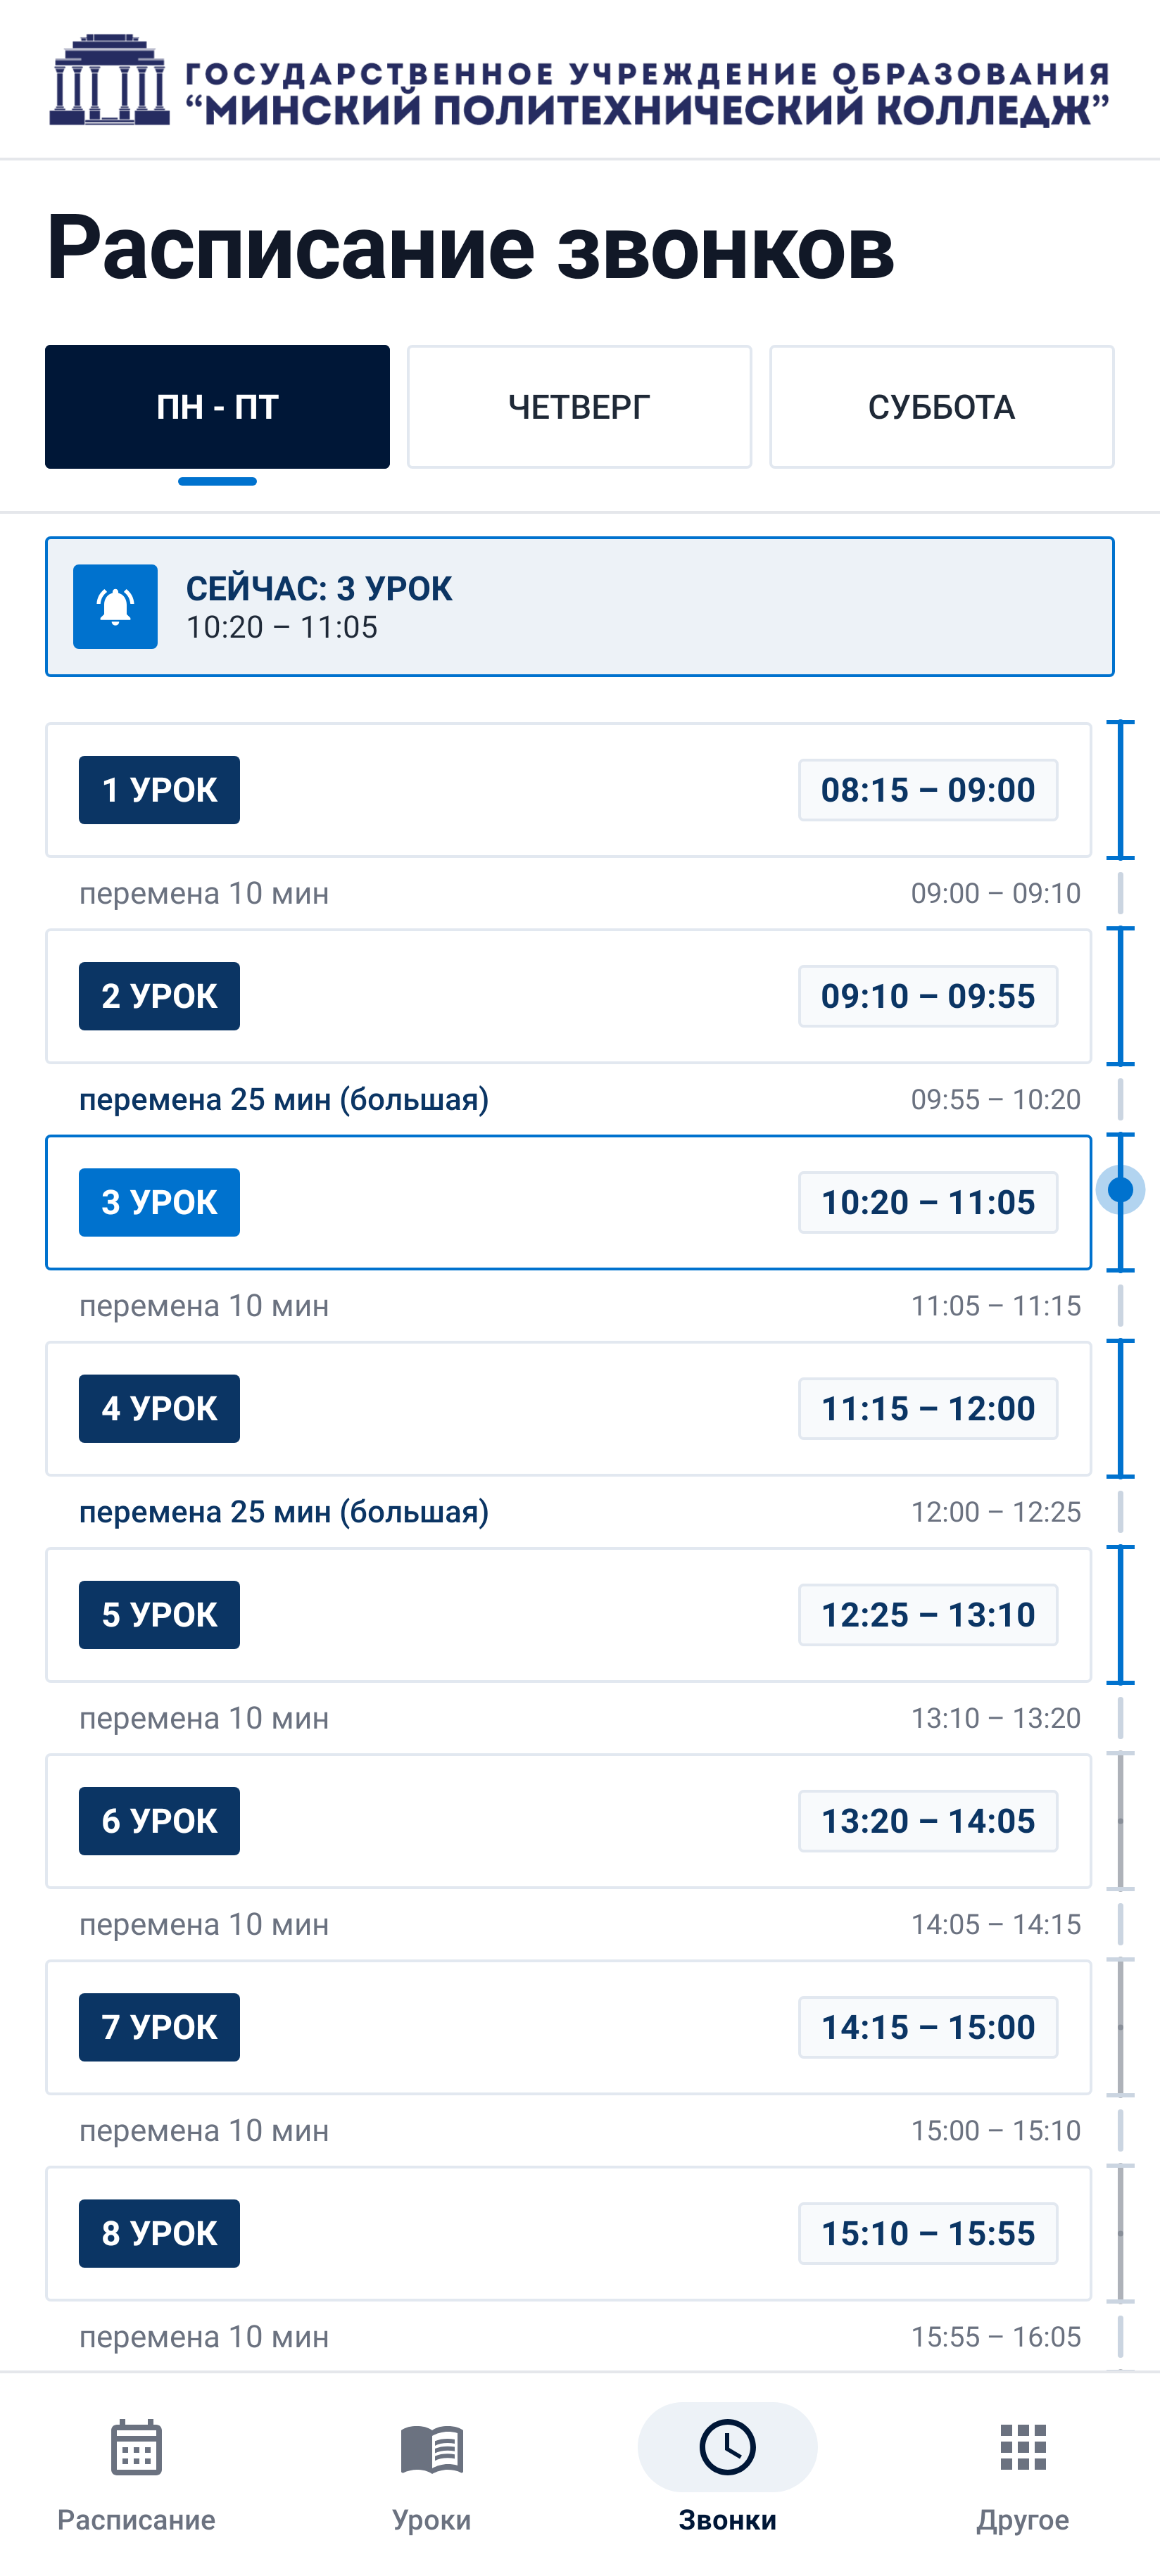 ГОСУДАРСТВЕННОЕ УЧРЕЖДЕНИЕ ОБРАЗОВАНИЯ
“МИНСКИЙ ПОЛИТЕХНИЧЕСКИЙ КОЛЛЕДЖ”
Расписание звонков
ПН - ПТ ЧЕТВЕРГ СУББОТА
СЕЙЧАС: 3 УРОК
10:20 – 11:05
1 УРОК 08:15 – 09:00
перемена 10 мин 09:00 – 09:10
2 УРОК 09:10 – 09:55
перемена 25 мин (большая) 09:55 – 10:20
3 УРОК 10:20 – 11:05
перемена 10 мин 11:05 – 11:15
4 УРОК 11:15 – 12:00
перемена 25 мин (большая) 12:00 – 12:25
5 УРОК 12:25 – 13:10
перемена 10 мин 13:10 – 13:20
6 УРОК 13:20 – 14:05
перемена 10 мин 14:05 – 14:15
7 УРОК 14:15 – 15:00
перемена 10 мин 15:00 – 15:10
8 УРОК 15:10 – 15:55
перемена 10 мин 15:55 – 16:05
Расписание Уроки Звонки Другое